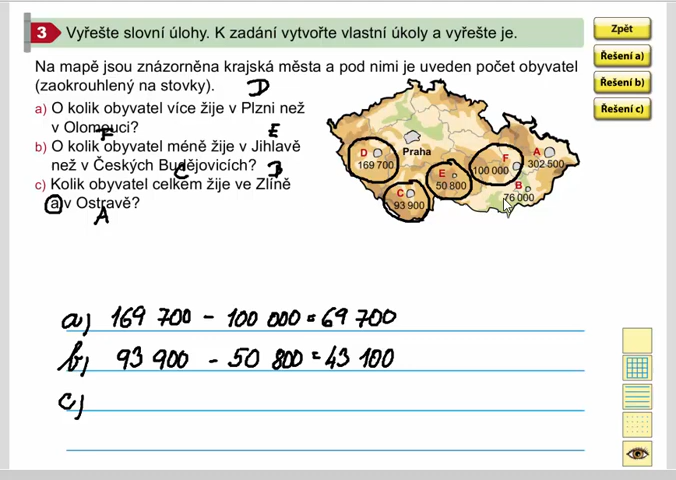 3 Vyřešte slovní úlohy. K zadání vytvořte vlastní úkoly a vyřešte je.
Zpět
Řešení a)
Řešení b)
Řešení c)
Na mapě jsou znázorněna krajská města a pod nimi je uveden počet obyvatel
(zaokrouhlený na stovky). D
a) O kolik obyvatel více žije v Plzni než
v Olomouci? F E
b) O kolik obyvatel méně žije v Jihlavě
než v Českých Budějovicích? C B
c) Kolik obyvatel celkem žije ve Zlíně
a v Ostravě? A
Praha
D
169 700
C
93 900
E
50 800
F
100 000
A
302 500
B
76 000
a) 169 700 - 100 000 = 69 700
b) 93 900 - 50 800 = 43 100
c)